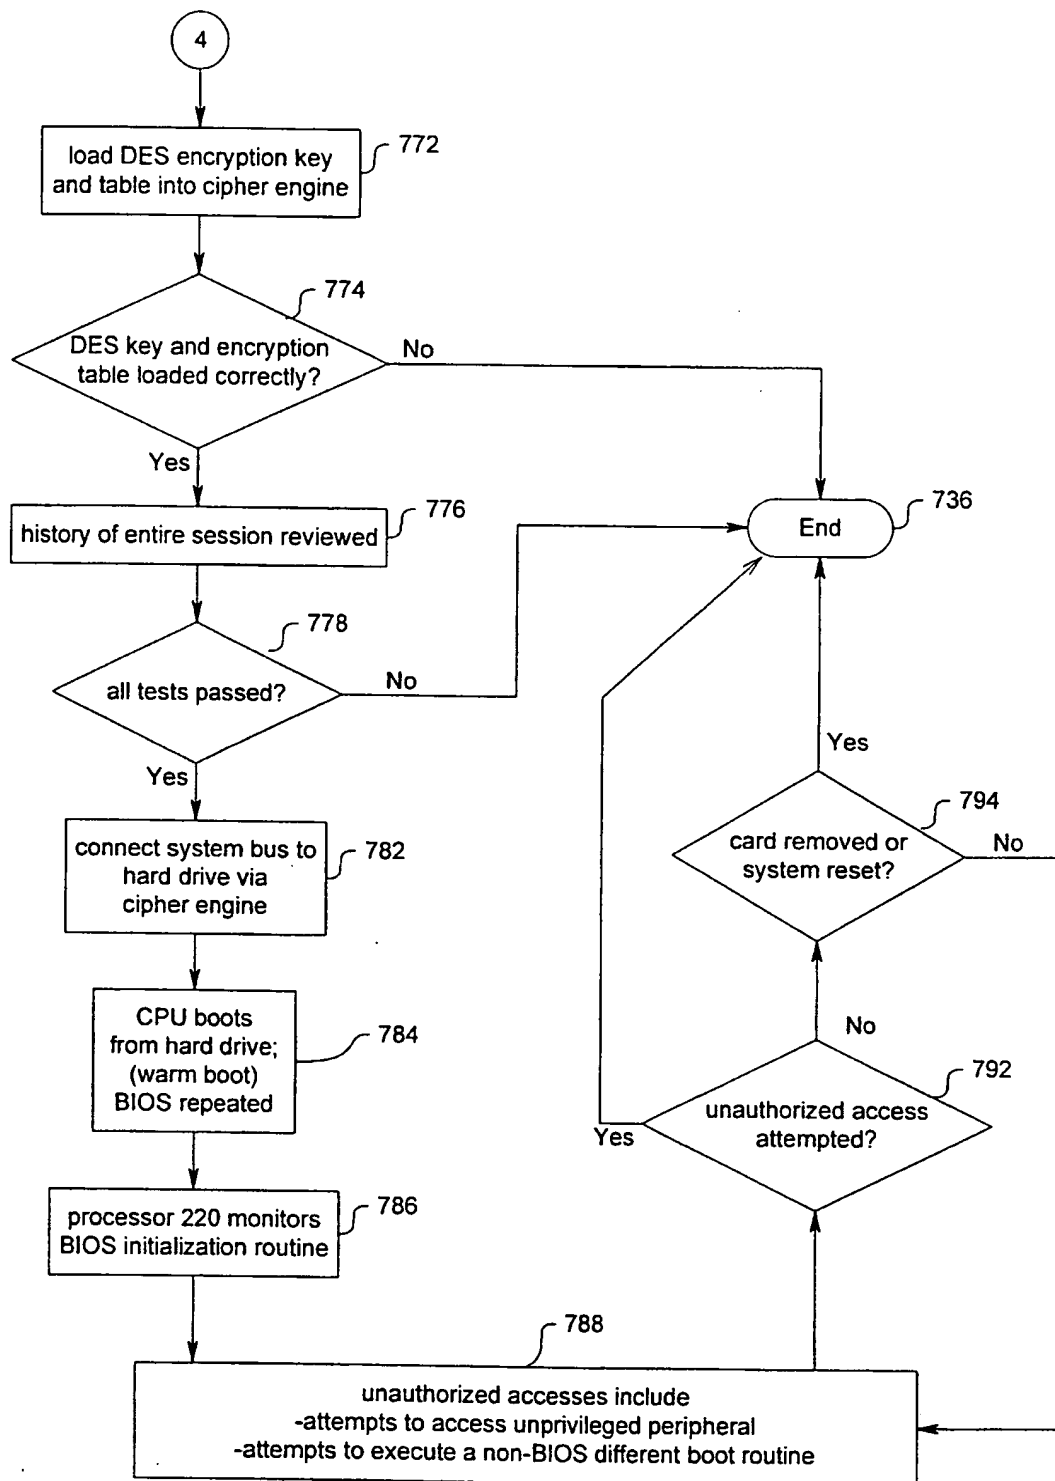 4
load DES encryption key
and table into cipher engine
772
774
DES key and encryption
table loaded correctly?
No
Yes
history of entire session reviewed
776
End
736
778
all tests passed?
No
Yes
connect system bus to
hard drive via
cipher engine
782
Yes
794
card removed or
system reset?
No
CPU boots
from hard drive;
(warm boot)
BIOS repeated
784
No
792
unauthorized access
attempted?
Yes
processor 220 monitors
BIOS initialization routine
786
788
unauthorized accesses include
-attempts to access unprivileged peripheral
-attempts to execute a non-BIOS different boot routine